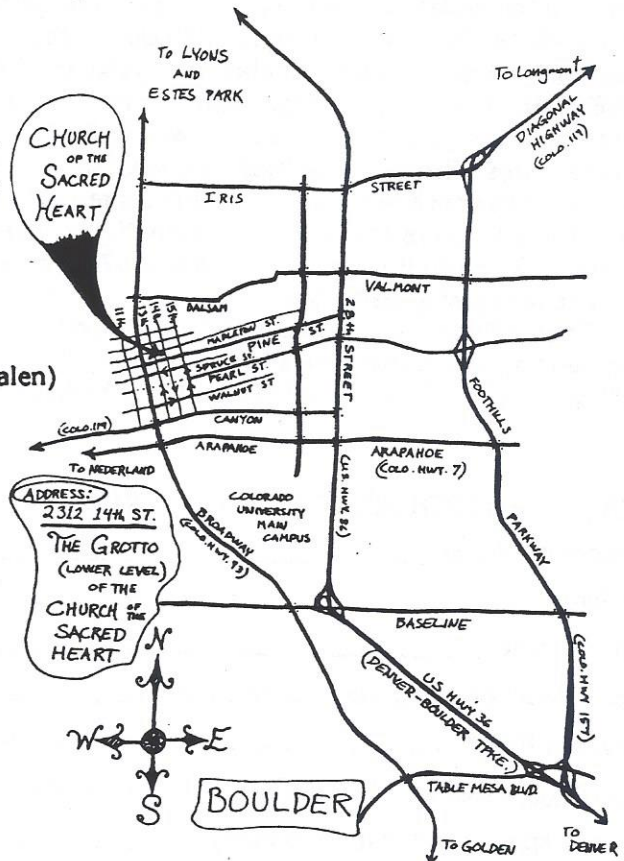 To LYONS
AND
ESTES PARK
To Longmont
DIAGONAL
HIGHWAY
(COLO. 119)
CHURCH
OF THE
SACRED
HEART
IRIS
STREET
BALSAM
VALMONT
11th
13th
14th
15th
MAPLETON ST.
PINE ST.
SPRUCE ST.
PEARL ST.
WALNUT ST
28th STREET
(U.S. HWY. 36)
FOOTHILLS
PARKWAY
(COLO. HWY 157)
alen)
CANYON
(COLO. 119)
ARAPAHOE
ARAPAHOE
(COLO. HWY. 7)
To NEDERLAND
COLORADO
UNIVERSITY
MAIN
CAMPUS
BROADWAY
(COLO. HWY. 93)
ADDRESS:
2312 14th ST.
THE GROTTO
(LOWER LEVEL)
OF THE
CHURCH OF THE
SACRED
HEART
BASELINE
US HWY. 36
(DENVER-BOULDER TPKE.)
N
W
E
S
BOULDER
TABLE MESA BLVD.
To GOLDEN
To
DENVER